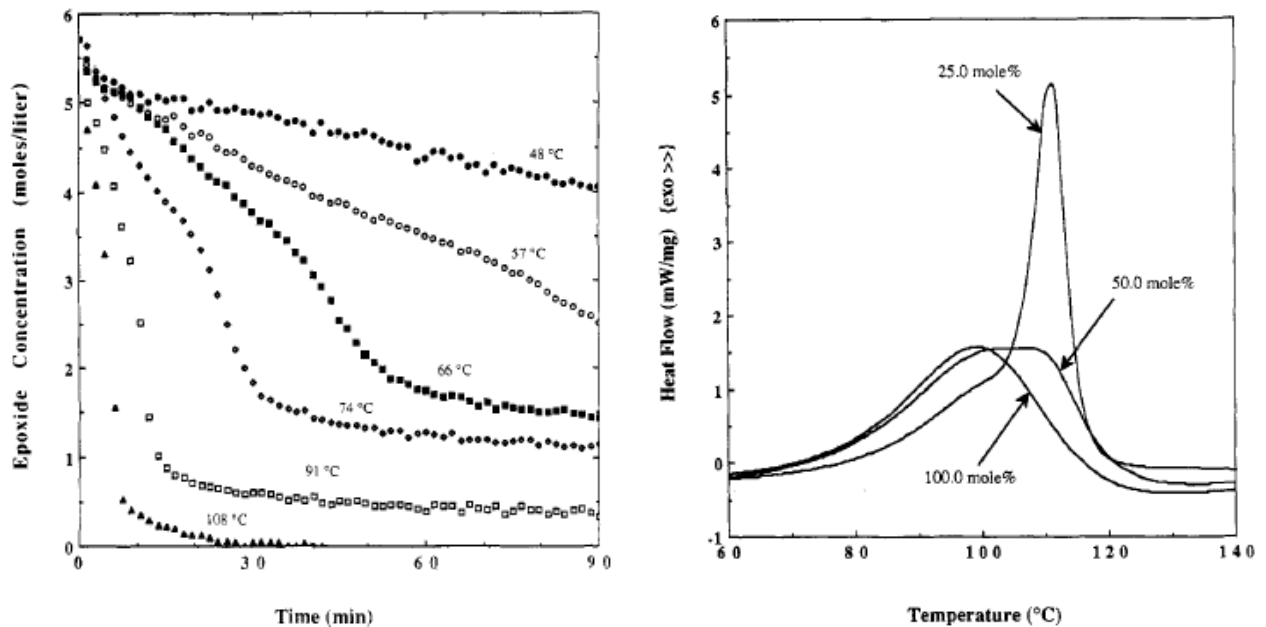 Epoxide Concentration (moles/liter)
6
5
4
3
2
1
0
48 °C
57 °C
66 °C
74 °C
91 °C
108 °C
0 30 60 90
Time (min)
Heat Flow (mW/mg) {exo >>}
6
5
4
3
2
1
0
-1
25.0 mole%
50.0 mole%
100.0 mole%
60 80 100 120 140
Temperature (°C)